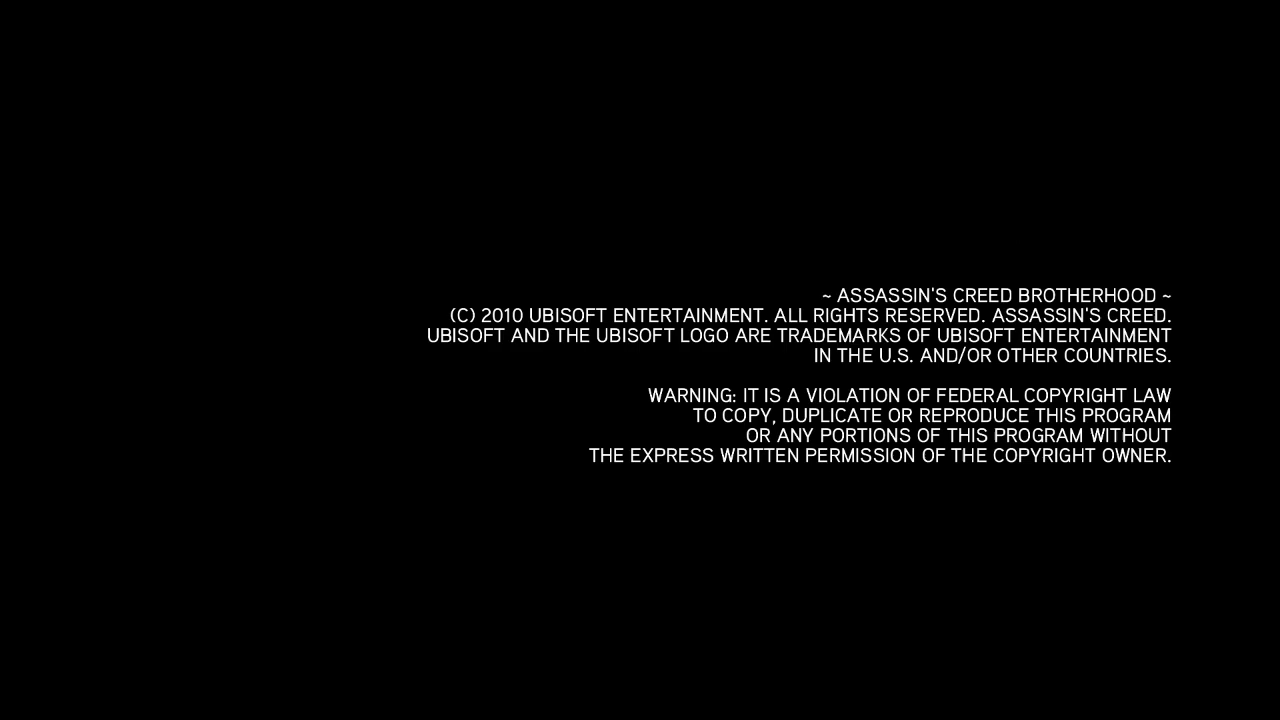 ~ ASSASSIN'S CREED BROTHERHOOD ~
(C) 2010 UBISOFT ENTERTAINMENT. ALL RIGHTS RESERVED. ASSASSIN'S CREED.
UBISOFT AND THE UBISOFT LOGO ARE TRADEMARKS OF UBISOFT ENTERTAINMENT
IN THE U.S. AND/OR OTHER COUNTRIES.
WARNING: IT IS A VIOLATION OF FEDERAL COPYRIGHT LAW
TO COPY, DUPLICATE OR REPRODUCE THIS PROGRAM
OR ANY PORTIONS OF THIS PROGRAM WITHOUT
THE EXPRESS WRITTEN PERMISSION OF THE COPYRIGHT OWNER.